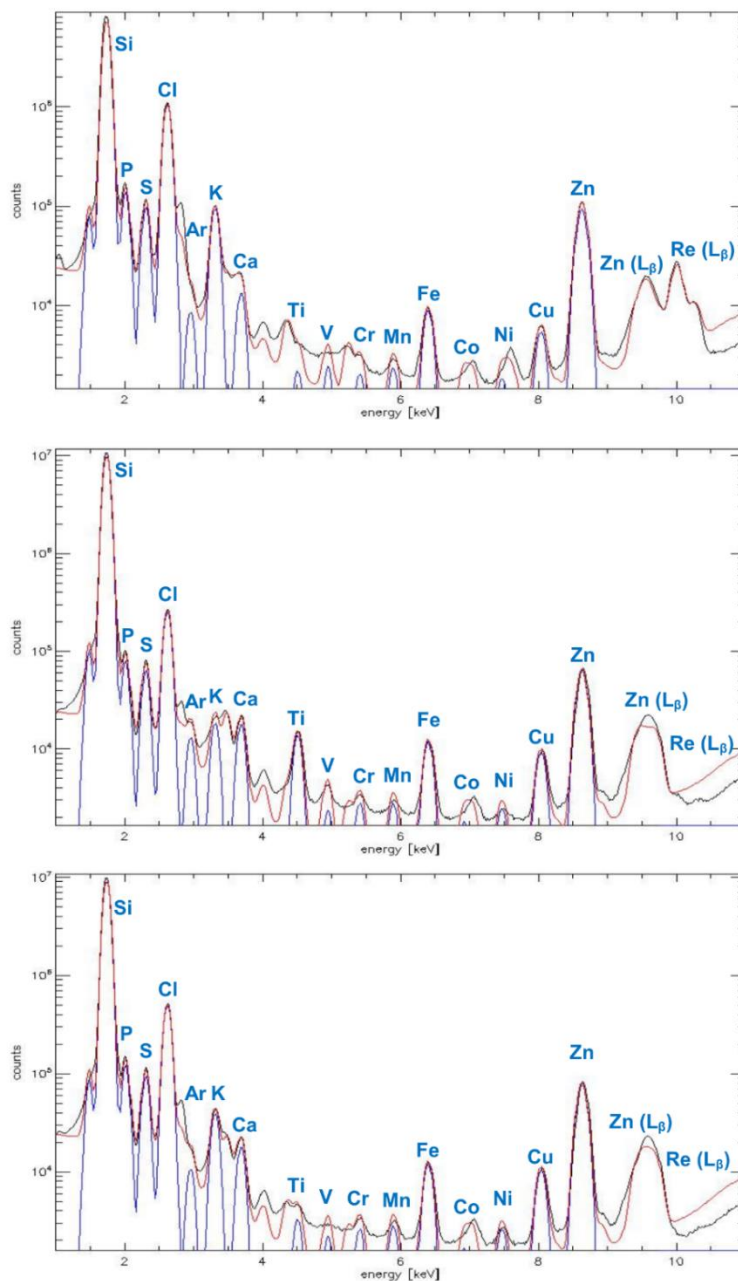 Si
Cl
10⁶
P
S
K
10⁵
Zn
Ar
Re (Lβ)
Zn (Lβ)
Ca
counts
10⁴
Fe
Ti
V
Cr
Mn
Co
Ni
Cu
2
4
6
8
10
energy [keV]
10⁷
Si
10⁶
Cl
counts
10⁵
P
S
Zn
Ar
K
Ca
Ti
Fe
Zn (Lβ)
10⁴
V
Cr
Mn
Co
Ni
Cu
Re (Lβ)
2
4
6
8
10
energy [keV]
10⁷
Si
10⁶
Cl
counts
P
S
Zn
10⁵
Ar
K
Ca
Zn (Lβ)
Fe
Cu
Re (Lβ)
10⁴
Ti
V
Cr
Mn
Co
Ni
2
4
6
8
10
energy [keV]